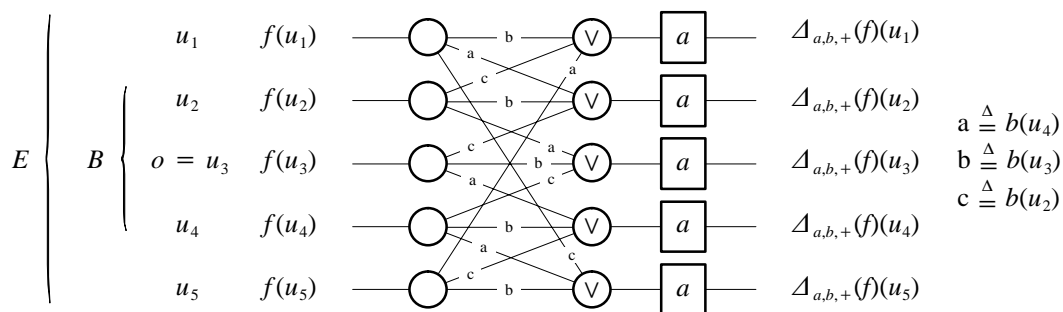 u₁ f(u₁) b ∨ a Δₐ,b,₊(f)(u₁)
a a
c
u₂ f(u₂) b ∨ a Δₐ,b,₊(f)(u₂)
a ≜ b(u₄)
c a
E B o = u₃ f(u₃) b ∨ a Δₐ,b,₊(f)(u₃) b ≜ b(u₃)
a c
c ≜ b(u₂)
u₄ f(u₄) b ∨ a Δₐ,b,₊(f)(u₄)
a
c c
u₅ f(u₅) b ∨ a Δₐ,b,₊(f)(u₅)